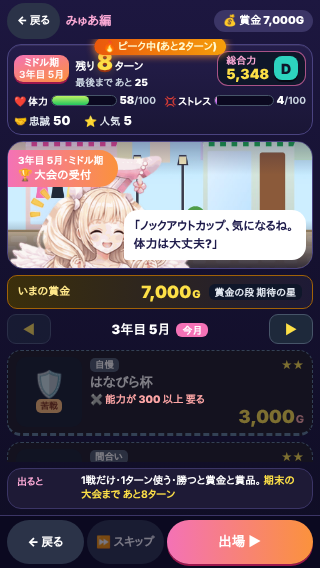 ← 戻る
みゅあ編
💰 賞金 7,000G
🔥 ピーク中(あと2ターン)
ミドル期
3年目 5月
残り 8 ターン
最後まで あと 25
総合力
5,348 D
❤️ 体力 58/100
💢 ストレス 4/100
🤝 忠誠 50 ⭐ 人気 5
3年目 5月・ミドル期
🏆 大会の受付
「ノックアウトカップ、気になるね。
体力は大丈夫?」
いまの賞金
7,000G
賞金の段 期待の星
◀
3年目 5月 今月
▶
自慢
★★
はなびら杯
苦戦
✖ 能力が 300 以上 要る
3,000G
間合い
★★
出ると
1戦だけ・1ターン使う・勝つと賞金と賞品。期末の
大会まで あと8ターン
← 戻る
⏩ スキップ
出場 ▶